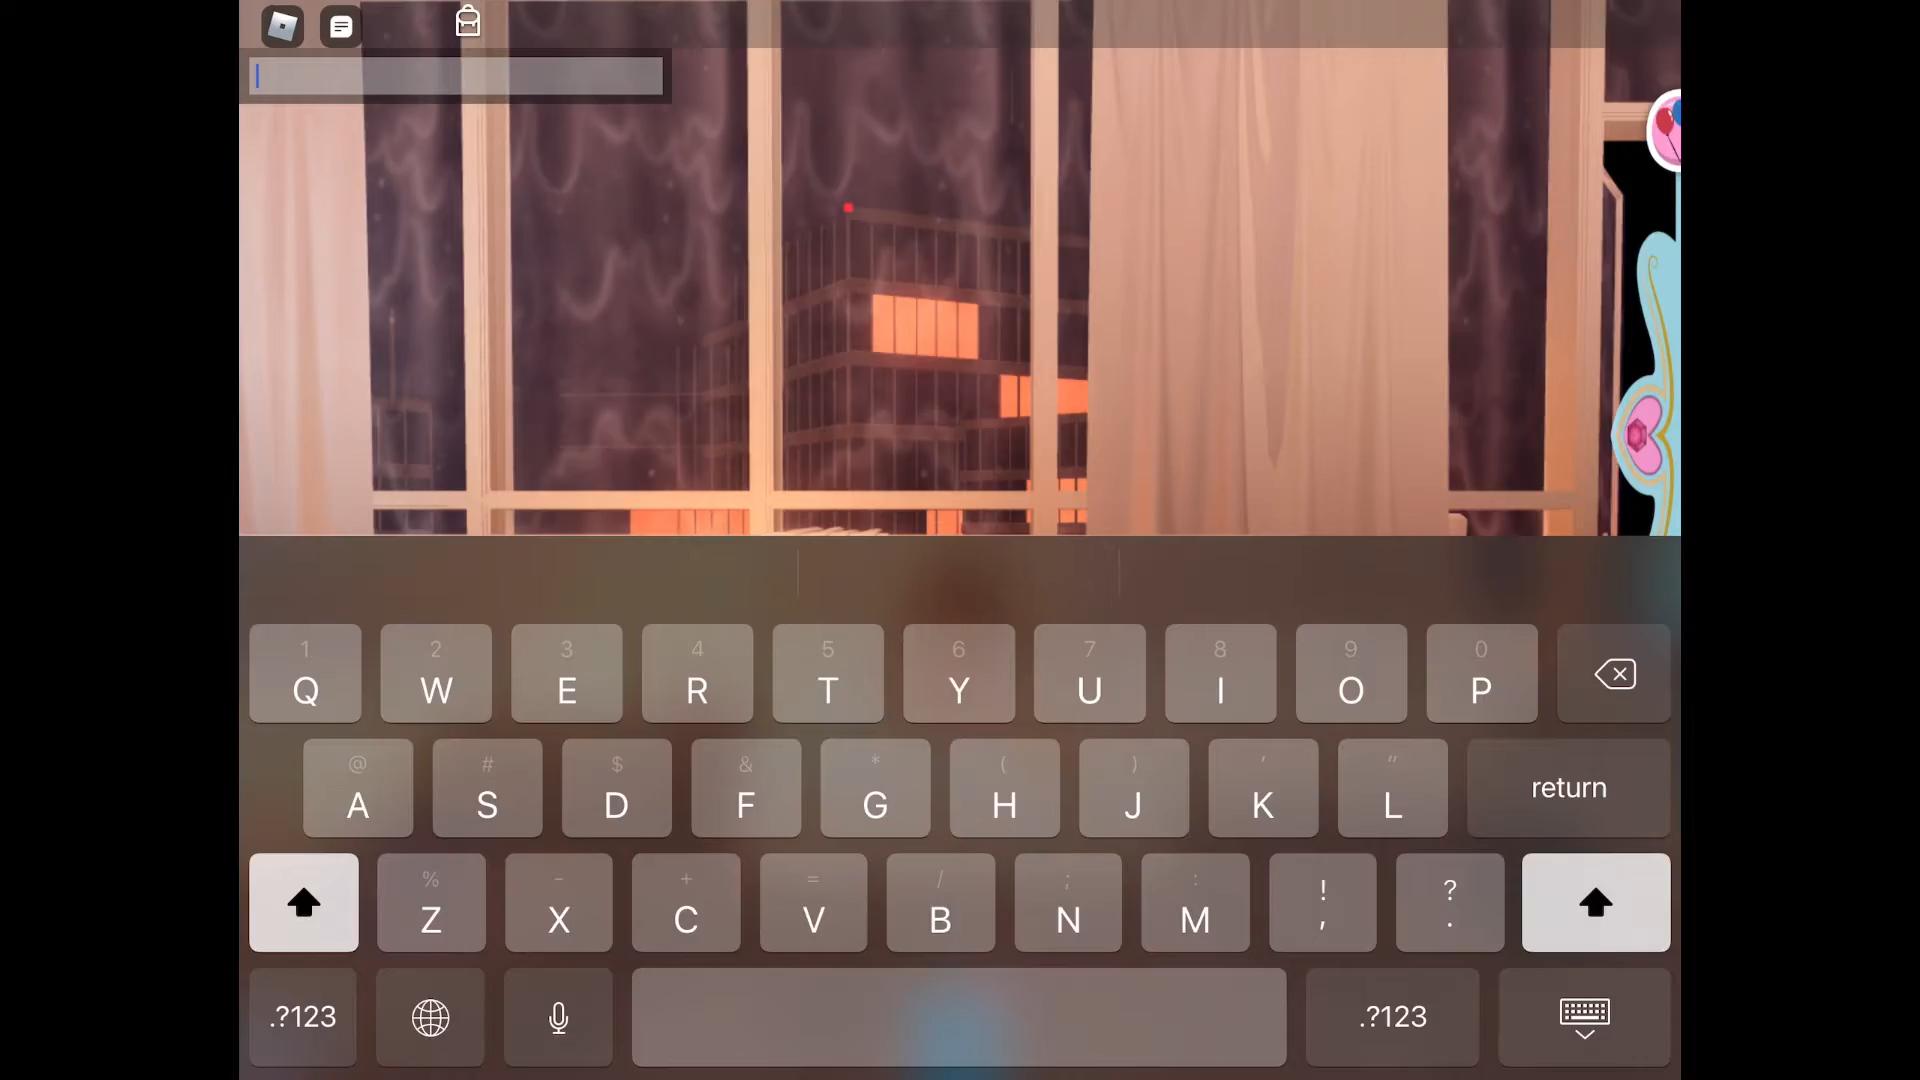 1 2 3 4 5 6 7 8 9 0
Q W E R T Y U I O P
@ # $ & * ( ) ' "
A S D F G H J K L return
% - + = / ; : ! ?
Z X C V B N M , .
.?123 .?123